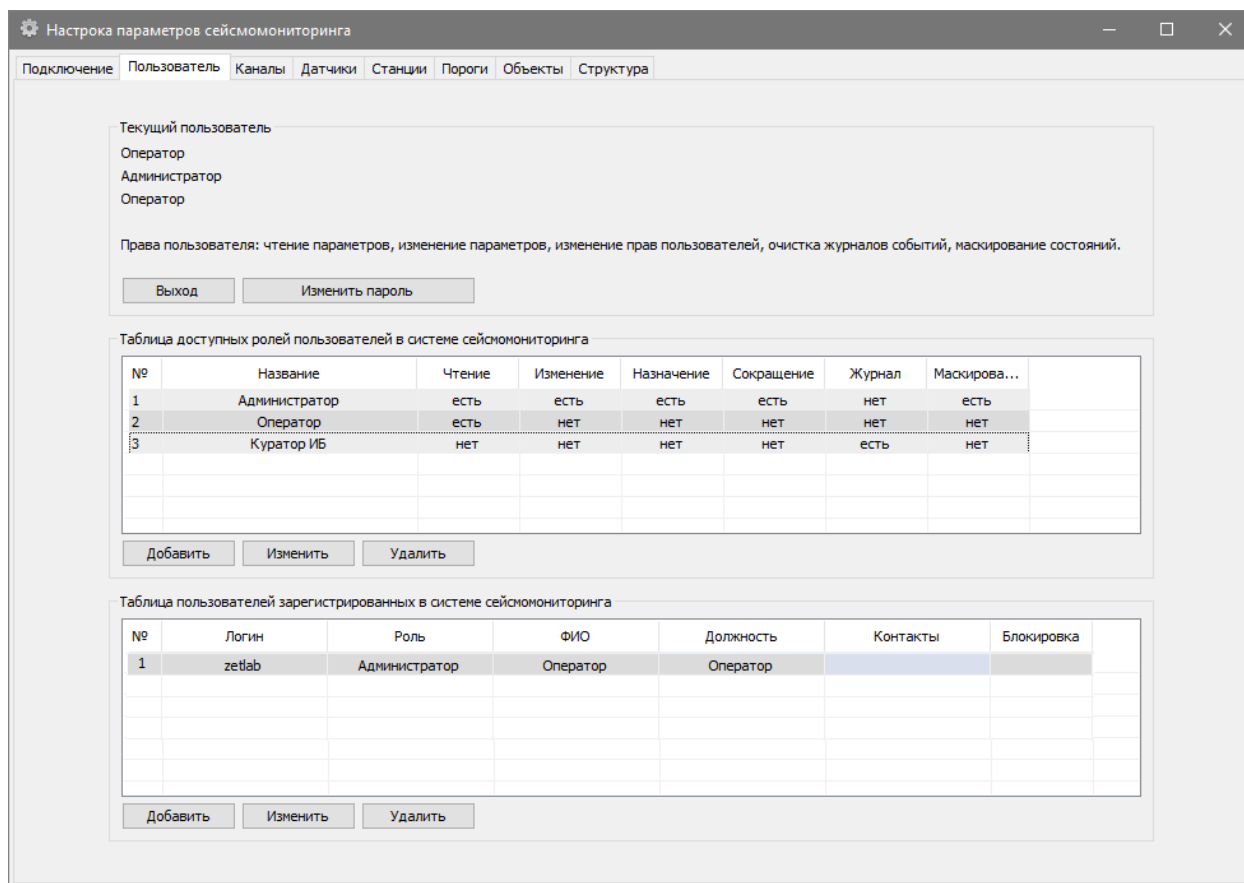 Настрока параметров сейсмомониторинга
Подключение Пользователь Каналы Датчики Станции Пороги Объекты Структура
Текущий пользователь
Оператор
Администратор
Оператор
Права пользователя: чтение параметров, изменение параметров, изменение прав пользователей, очистка журналов событий, маскирование состояний.
Выход Изменить пароль
Таблица доступных ролей пользователей в системе сейсмомониторинга
№ Название Чтение Изменение Назначение Сокращение Журнал Маскирова...
1 Администратор есть есть есть есть нет есть
2 Оператор есть нет нет нет нет нет
3 Куратор ИБ нет нет нет нет есть нет
Добавить Изменить Удалить
Таблица пользователей зарегистрированных в системе сейсмомониторинга
№ Логин Роль ФИО Должность Контакты Блокировка
1 zetlab Администратор Оператор Оператор
Добавить Изменить Удалить